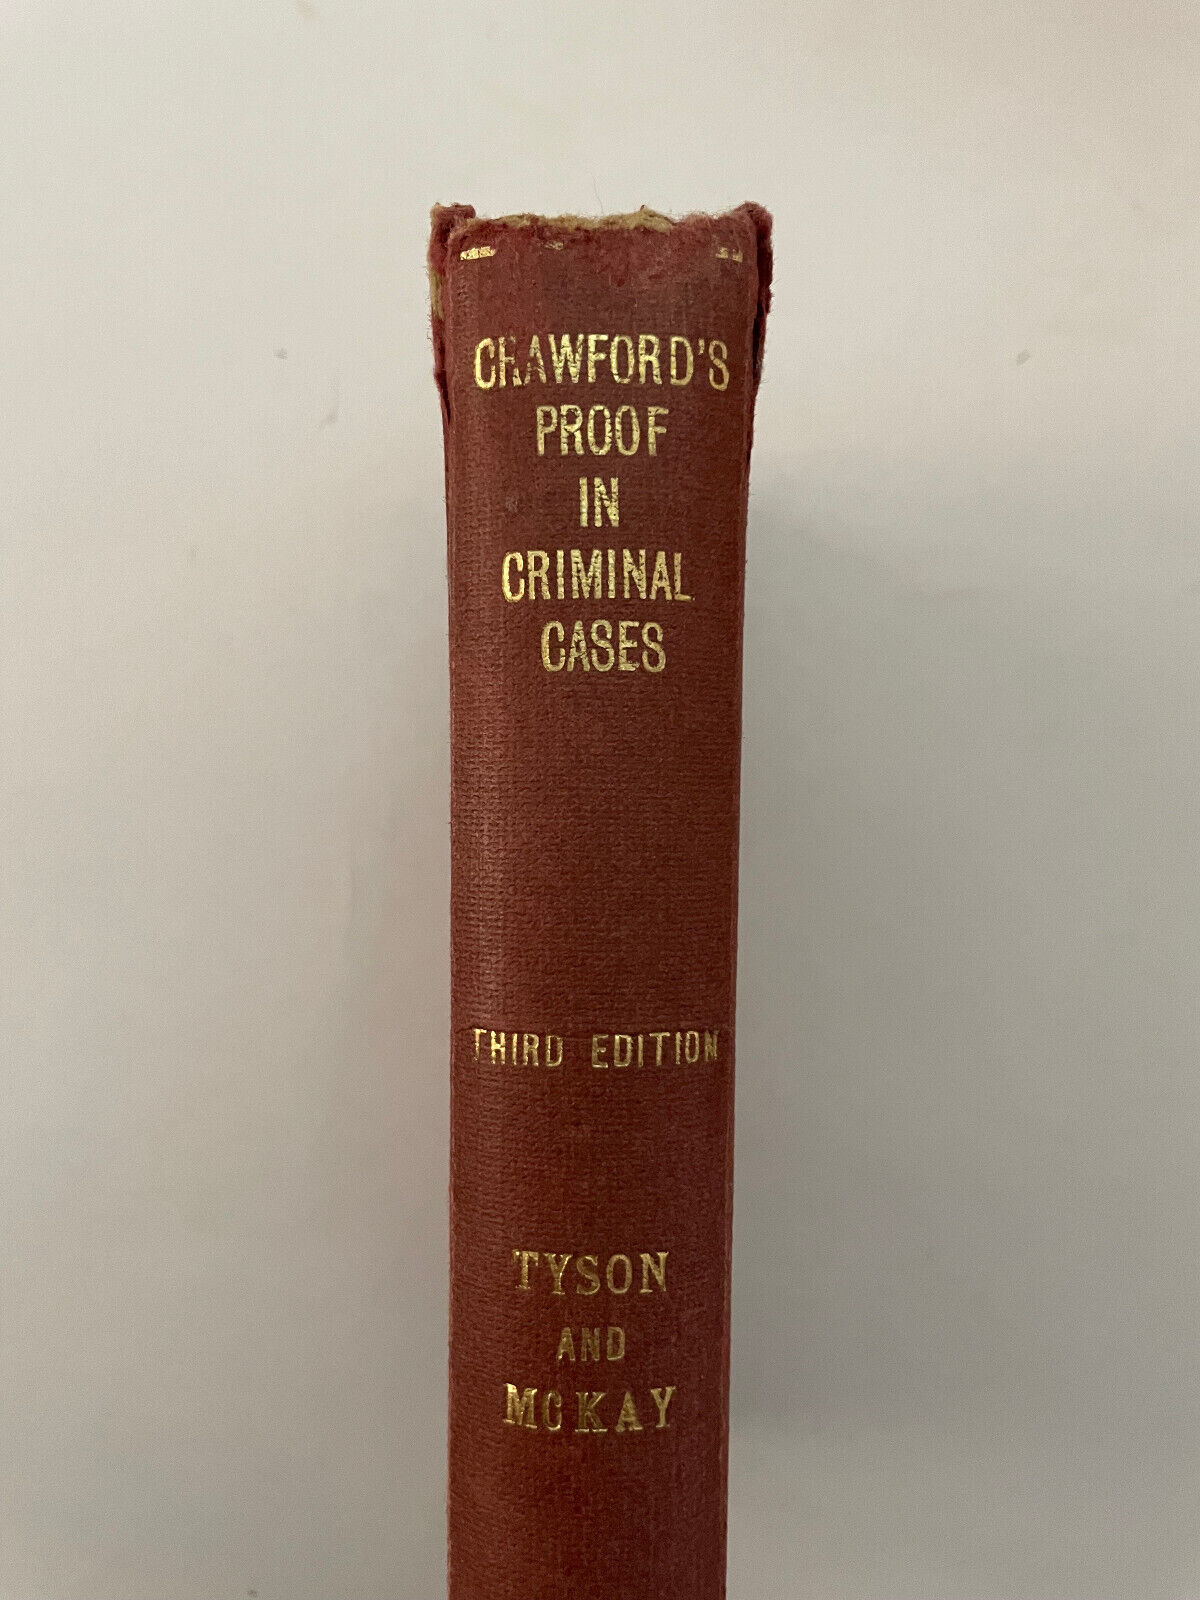 CRAWFORD'S
PROOF
IN
CRIMINAL
CASES
THIRD EDITION
TYSON
AND
MCKAY